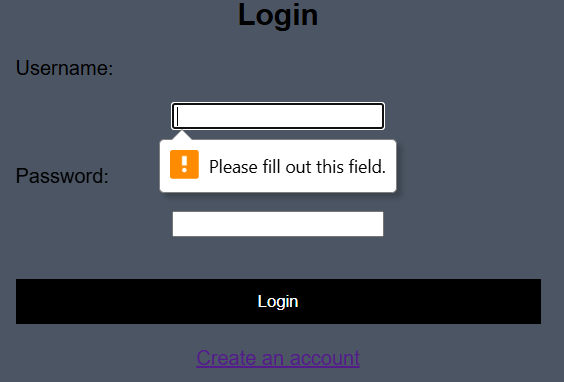 Login
Username:
Please fill out this field.
Password:
Login
Create an account